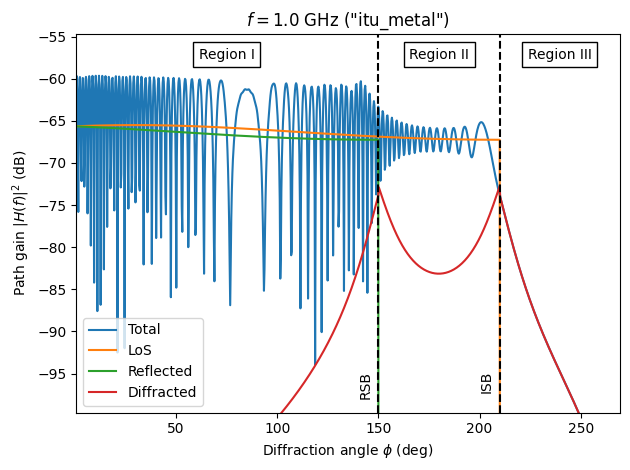 f = 1.0 GHz ("itu_metal")
Region I
Region II
Region III
Path gain |H(f)|² (dB)
−55
−60
−65
−70
−75
−80
−85
−90
−95
Total
LoS
Reflected
Diffracted
RSB
ISB
50
100
150
200
250
Diffraction angle ϕ (deg)